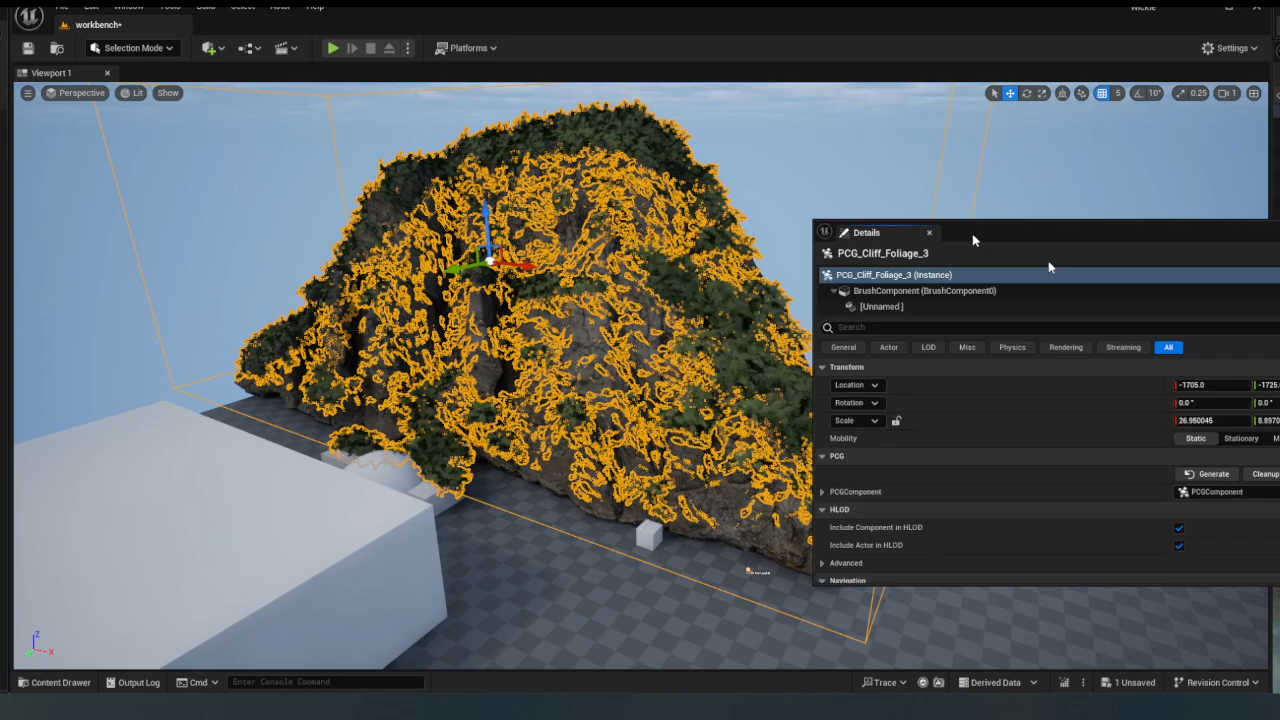 workbench*
Selection Mode
Platforms
Settings
Viewport 1
Perspective
Lit
Show
5
10°
0.25
1
Details
PCG_Cliff_Foliage_3
PCG_Cliff_Foliage_3 (Instance)
BrushComponent (BrushComponent0)
[Unnamed]
Search
General
Actor
LOD
Misc
Physics
Rendering
Streaming
All
Transform
Location
-1705.0
-1725.
Rotation
0.0 °
0.0 °
Scale
26.950045
8.8970
Mobility
Static
Stationary
M
PCG
Generate
Cleanup
PCGComponent
PCGComponent
HLOD
Include Component in HLOD
Include Actor in HLOD
Advanced
Navigation
Z
X
Content Drawer
Output Log
Cmd
Enter Console Command
Trace
Derived Data
1 Unsaved
Revision Control